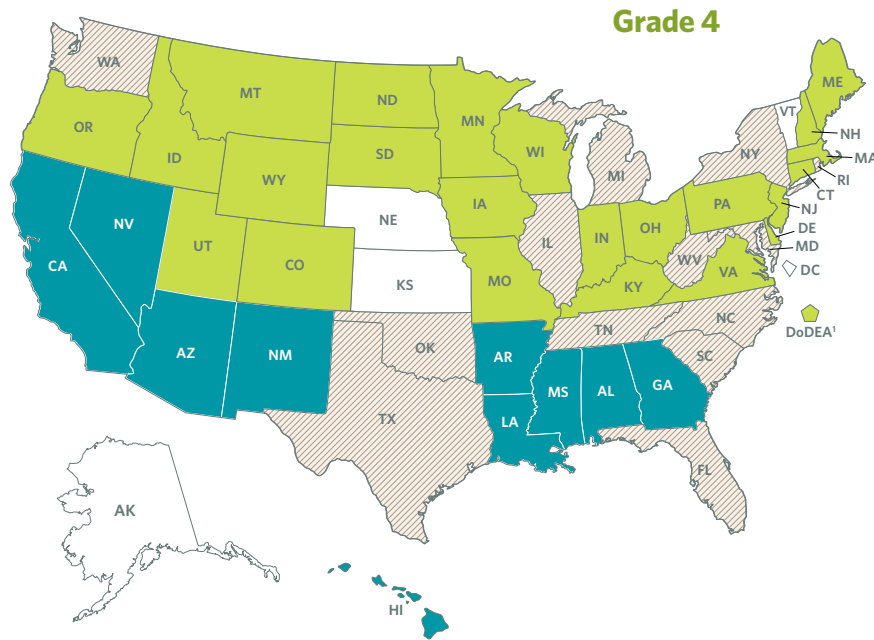 Grade 4
WA
MT
ND
MN
ME
VT
OR
NH
ID
SD
WI
NY
MA
WY
MI
RI
CT
IA
PA
NJ
NE
NV
OH
DE
UT
IL
IN
MD
CO
WV
VA
DC
CA
KS
MO
KY
NC
TN
DoDEA¹
AZ
NM
OK
AR
SC
MS
AL
GA
TX
LA
FL
AK
HI